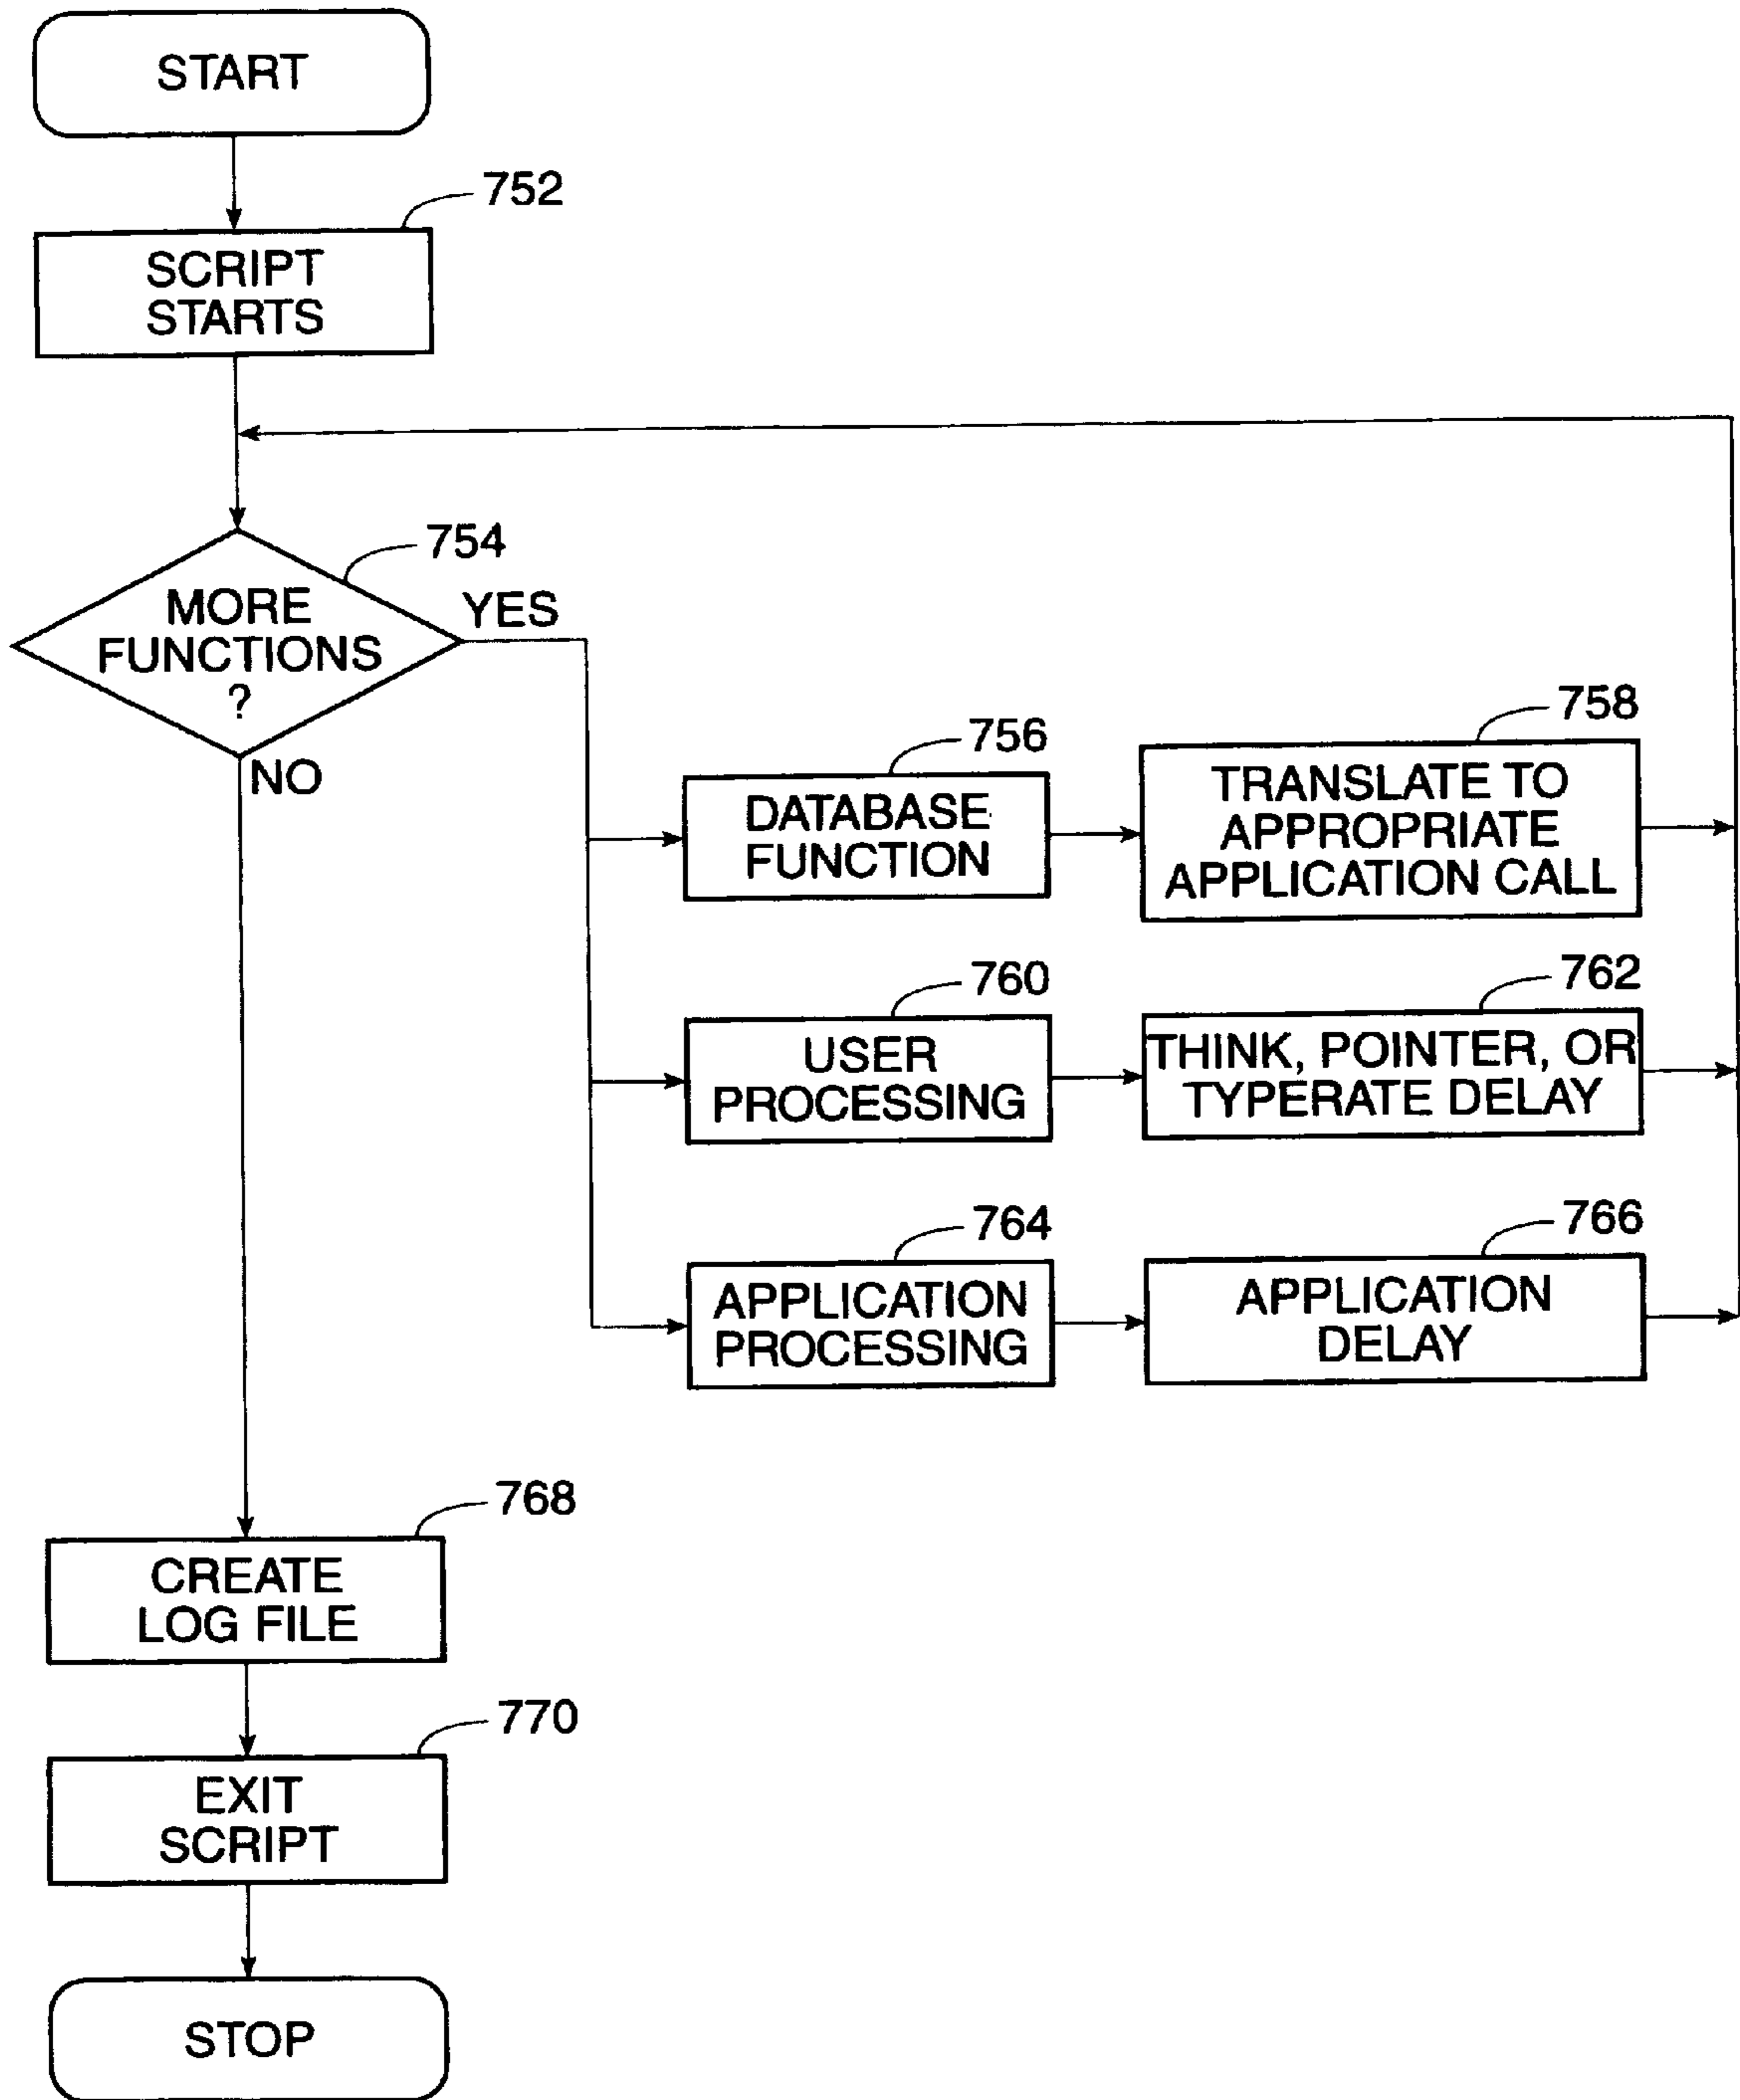 START
752
SCRIPT
STARTS
754
MORE
FUNCTIONS
?
YES
NO
756
DATABASE
FUNCTION
758
TRANSLATE TO
APPROPRIATE
APPLICATION CALL
760
USER
PROCESSING
762
THINK, POINTER, OR
TYPERATE DELAY
764
APPLICATION
PROCESSING
766
APPLICATION
DELAY
768
CREATE
LOG FILE
770
EXIT
SCRIPT
STOP